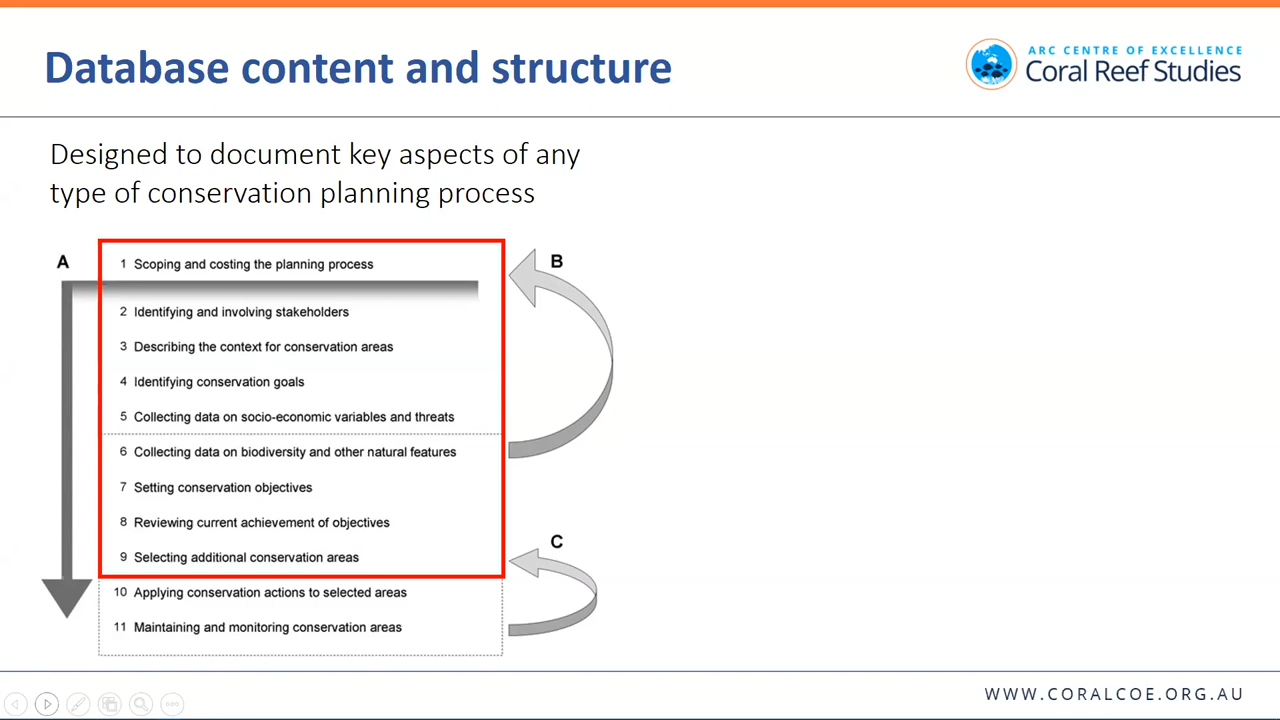 Database content and structure
ARC CENTRE OF EXCELLENCE
Coral Reef Studies
Designed to document key aspects of any
type of conservation planning process
A
B
1 Scoping and costing the planning process
2 Identifying and involving stakeholders
3 Describing the context for conservation areas
4 Identifying conservation goals
5 Collecting data on socio-economic variables and threats
6 Collecting data on biodiversity and other natural features
7 Setting conservation objectives
8 Reviewing current achievement of objectives
C
9 Selecting additional conservation areas
10 Applying conservation actions to selected areas
11 Maintaining and monitoring conservation areas
WWW.CORALCOE.ORG.AU